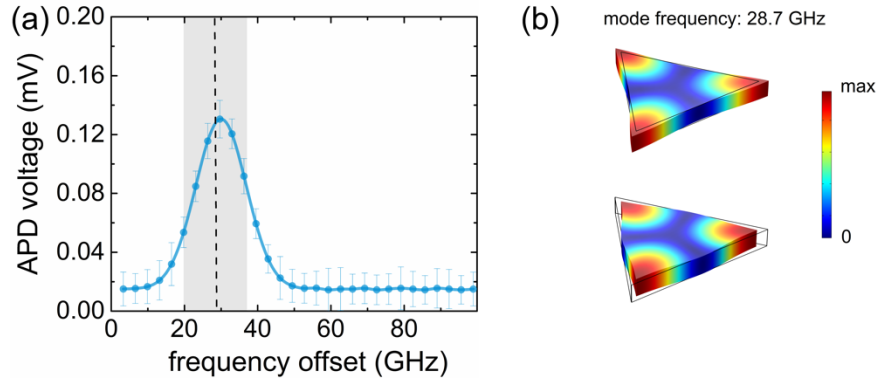 (a)
0.20
0.16
0.12
0.08
0.04
0.00
APD voltage (mV)
0 20 40 60 80
frequency offset (GHz)
(b)
mode frequency: 28.7 GHz
max
0